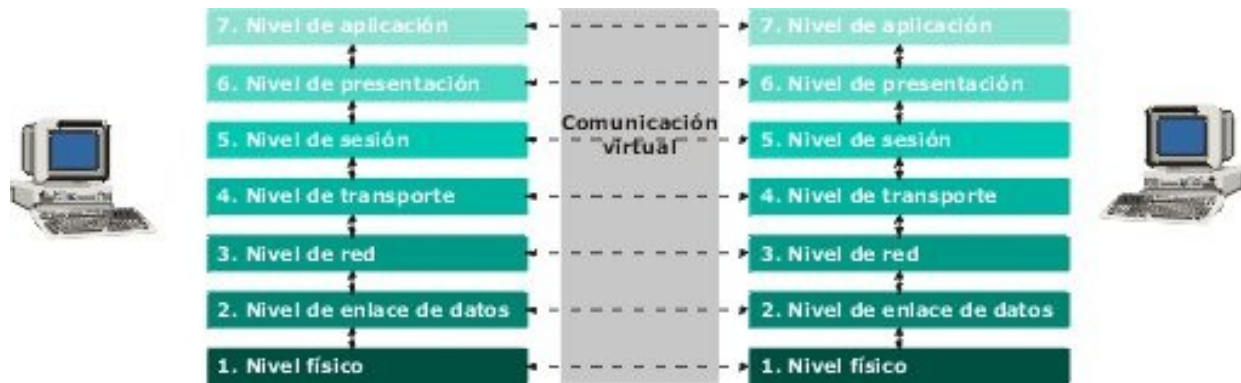 7. Nivel de aplicación
6. Nivel de presentación
5. Nivel de sesión
4. Nivel de transporte
3. Nivel de red
2. Nivel de enlace de datos
1. Nivel físico
Comunicación
virtual
7. Nivel de aplicación
6. Nivel de presentación
5. Nivel de sesión
4. Nivel de transporte
3. Nivel de red
2. Nivel de enlace de datos
1. Nivel físico